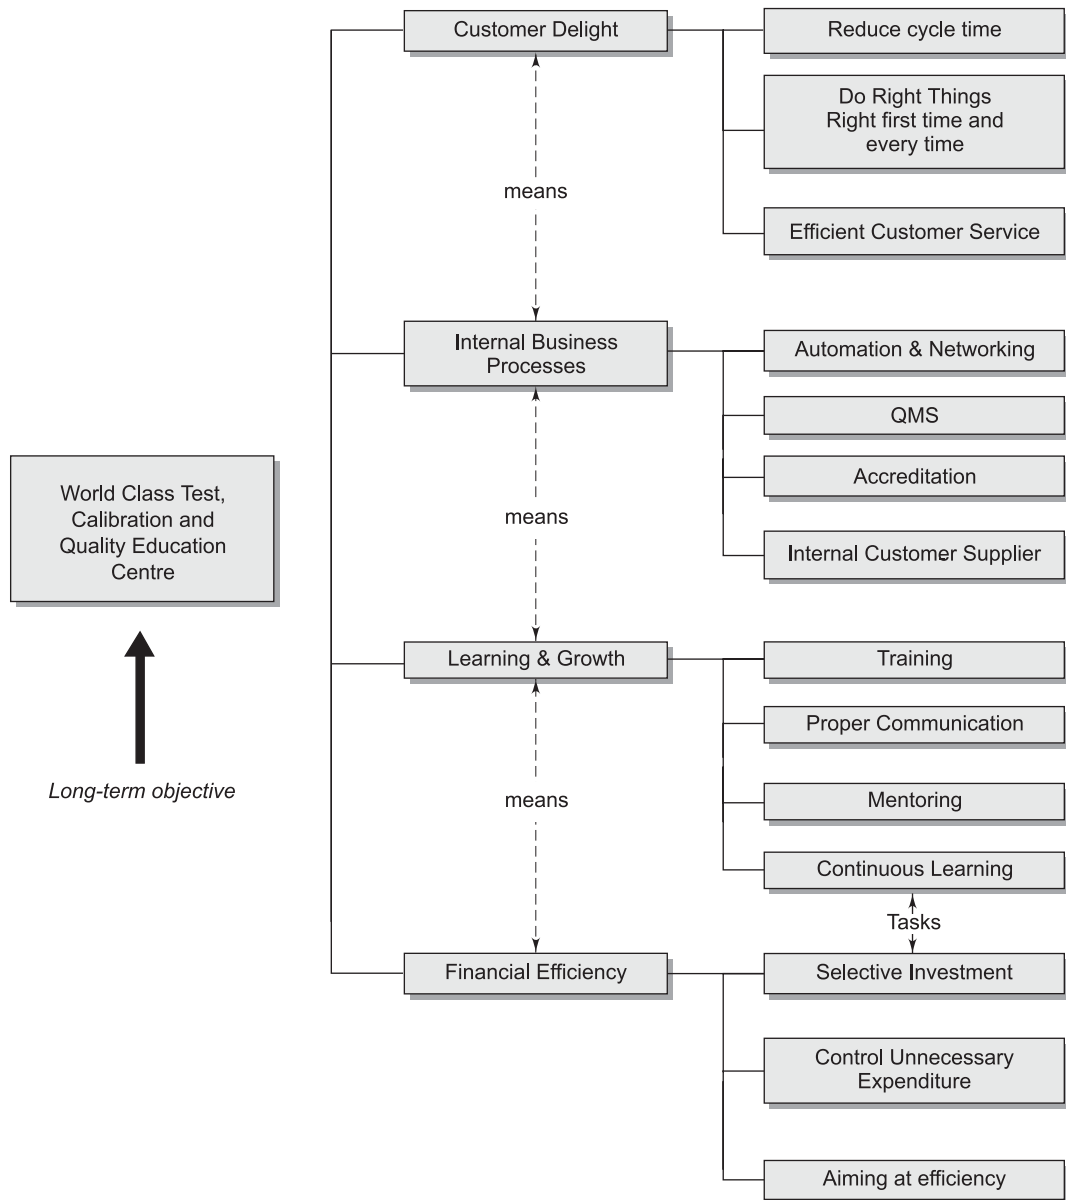 Customer Delight
Reduce cycle time
Do Right Things
Right first time and
every time
means
Efficient Customer Service
Internal Business
Processes
Automation & Networking
QMS
Accreditation
means
Internal Customer Supplier
World Class Test,
Calibration and
Quality Education
Centre
Long-term objective
Learning & Growth
Training
Proper Communication
means
Mentoring
Continuous Learning
Tasks
Financial Efficiency
Selective Investment
Control Unnecessary
Expenditure
Aiming at efficiency